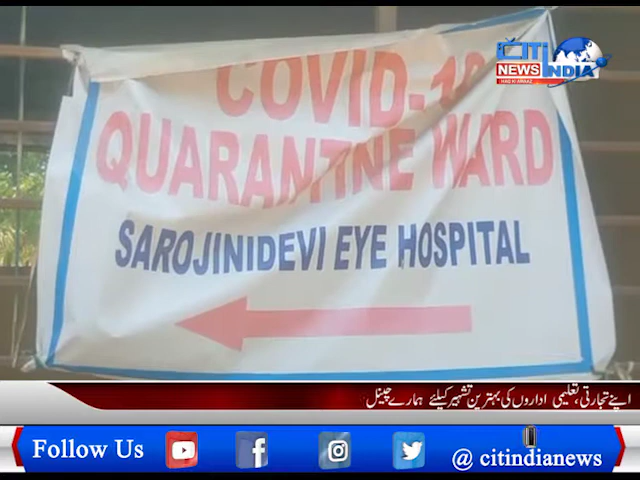 CITI
NEWS INDIA
COVID-19
QUARANTINE WARD
SAROJINIDEVI EYE HOSPITAL
اپنے تجارتی، تعلیمی اداروں کی بہترین تشہیر کیلئے ہمارے چینل
Follow Us @ citindianews